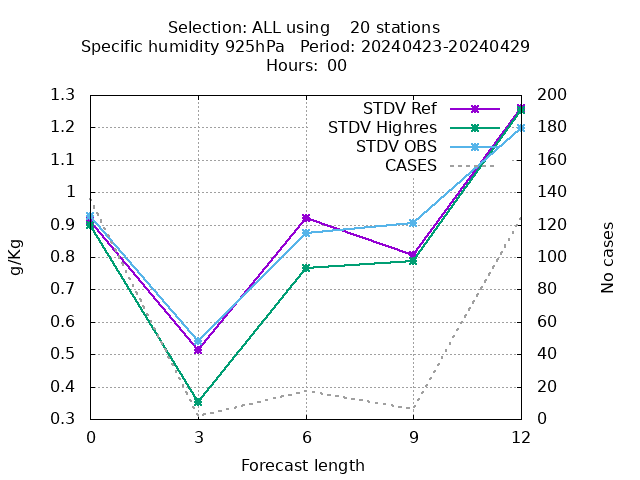 Selection: ALL using    20 stations
Specific humidity 925hPa   Period: 20240423-20240429
Hours: 00
STDV Ref
STDV Highres
STDV OBS
CASES
1.3
1.2
1.1
1
0.9
0.8
0.7
0.6
0.5
0.4
0.3
200
180
160
140
120
100
80
60
40
20
0
g/Kg
No cases
0 3 6 9 12
Forecast length